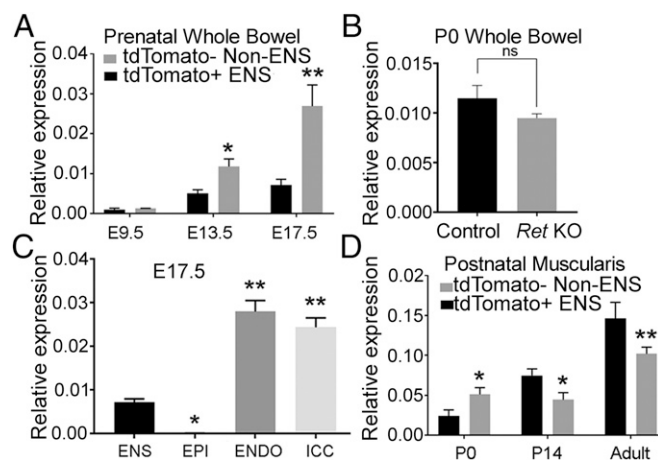 A
Prenatal Whole Bowel
tdTomato- Non-ENS
tdTomato+ ENS
Relative expression
0.04
0.03
0.02
0.01
0.00
*
**
E9.5 E13.5 E17.5
B
P0 Whole Bowel
ns
Relative expression
0.015
0.010
0.005
0.000
Control Ret KO
C
E17.5
Relative expression
0.04
0.03
0.02
0.01
0.00
*
**
**
ENS EPI ENDO ICC
D
Postnatal Muscularis
tdTomato- Non-ENS
tdTomato+ ENS
Relative expression
0.20
0.15
0.10
0.05
0.00
*
*
**
P0 P14 Adult